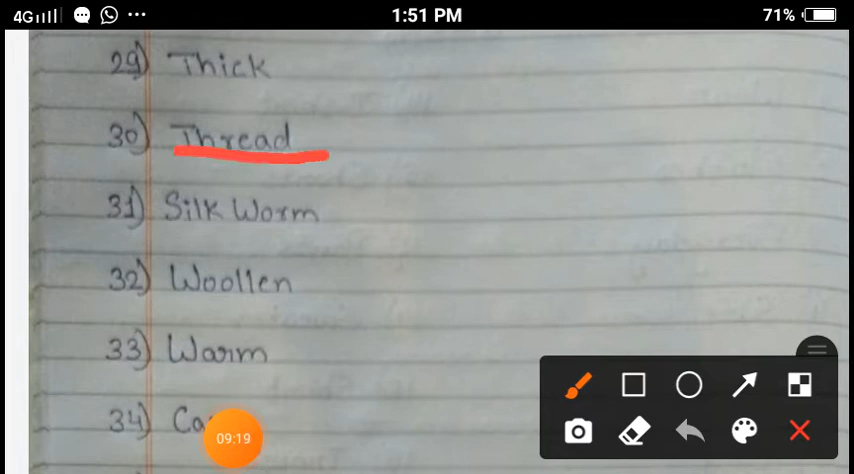 4G 1:51 PM 71%
29) Thick
30) Thread
31) Silk Worm
32) Woollen
33) Warm
34) Ca
09:19